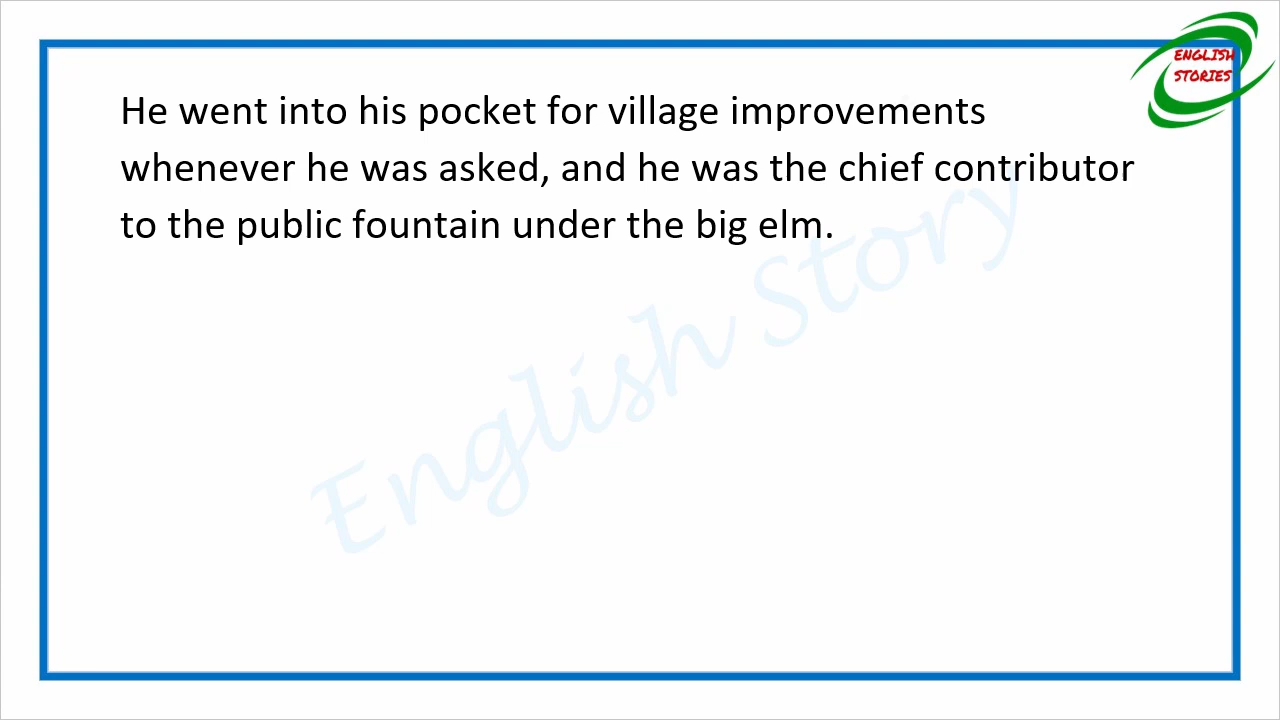 ENGLISH
STORIES
He went into his pocket for village improvements
whenever he was asked, and he was the chief contributor
to the public fountain under the big elm.
English Story